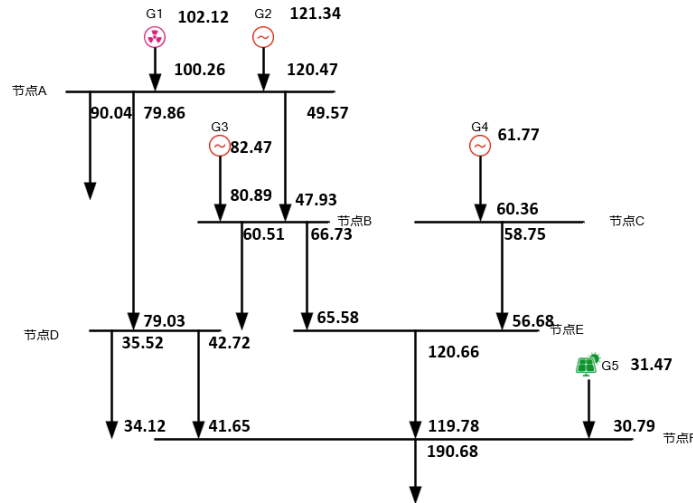 G1 102.12 G2 121.34
100.26 120.47
节点A
90.04 79.86 49.57
G3 82.47 G4 61.77
80.89 47.93 60.36
节点B 节点C
60.51 66.73 58.75
79.03 65.58 56.68
节点D 节点E
35.52 42.72 120.66
G5 31.47
34.12 41.65 119.78 30.79
节点F
190.68